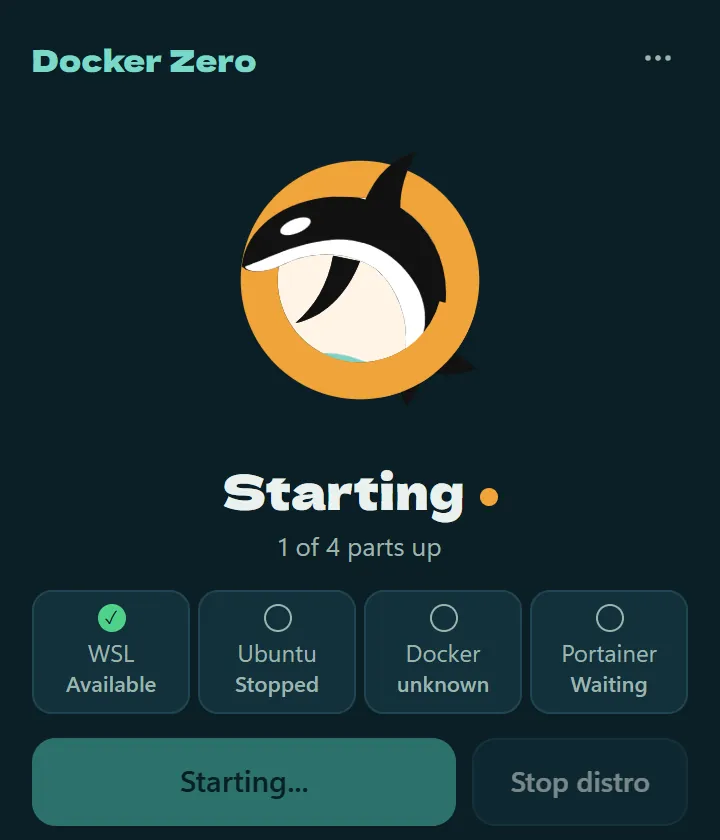 Docker Zero
Starting
1 of 4 parts up
WSL
Available
Ubuntu
Stopped
Docker
unknown
Portainer
Waiting
Starting...
Stop distro